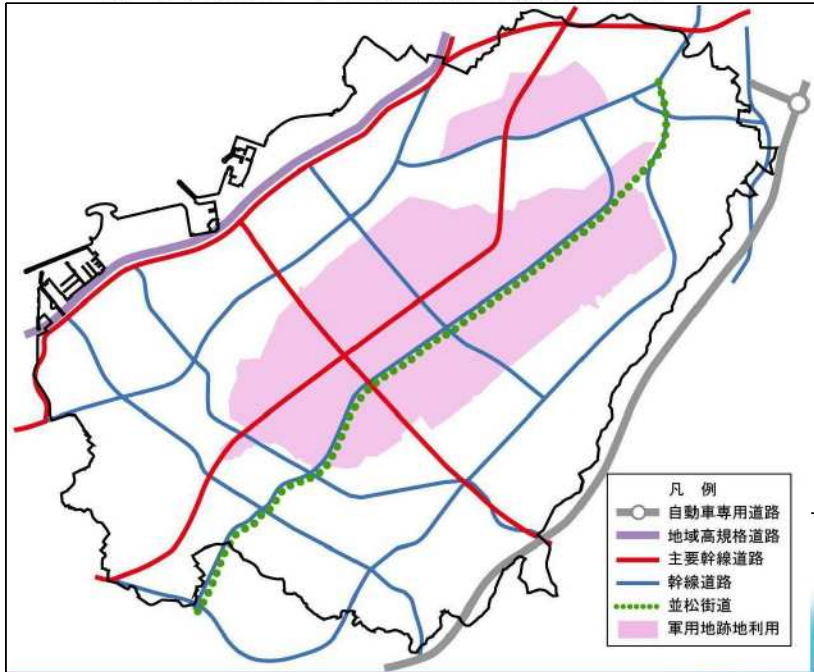 凡 例
自動車専用道路
地域高規格道路
主要幹線道路
幹線道路
並松街道
軍用地跡地利用